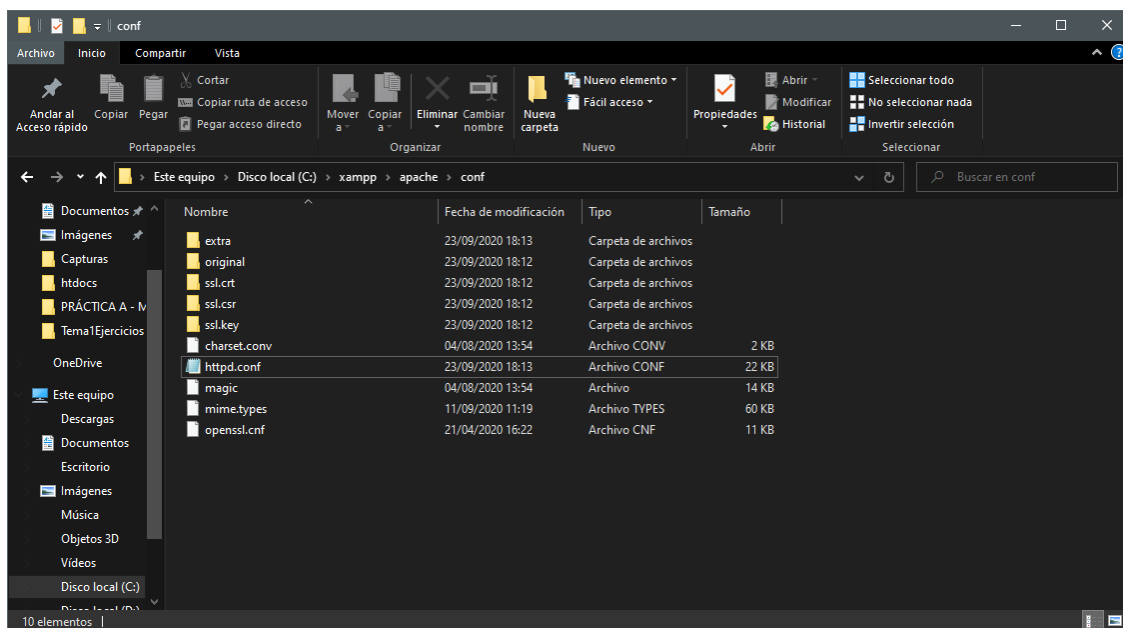 conf
Archivo Inicio Compartir Vista
Anclar al Acceso rápido
Copiar
Pegar
Cortar
Copiar ruta de acceso
Pegar acceso directo
Portapapeles
Mover a
Copiar a
Eliminar
Cambiar nombre
Organizar
Nueva carpeta
Nuevo elemento
Fácil acceso
Nuevo
Propiedades
Abrir
Modificar
Historial
Abrir
Seleccionar todo
No seleccionar nada
Invertir selección
Seleccionar
Este equipo › Disco local (C:) › xampp › apache › conf
Buscar en conf
Documentos
Imágenes
Capturas
htdocs
PRÁCTICA A - M
Tema1Ejercicios
OneDrive
Este equipo
Descargas
Documentos
Escritorio
Imágenes
Música
Objetos 3D
Vídeos
Disco local (C:)
Nombre Fecha de modificación Tipo Tamaño
extra 23/09/2020 18:13 Carpeta de archivos
original 23/09/2020 18:12 Carpeta de archivos
ssl.crt 23/09/2020 18:12 Carpeta de archivos
ssl.csr 23/09/2020 18:12 Carpeta de archivos
ssl.key 23/09/2020 18:12 Carpeta de archivos
charset.conv 04/08/2020 13:54 Archivo CONV 2 KB
httpd.conf 23/09/2020 18:13 Archivo CONF 22 KB
magic 04/08/2020 13:54 Archivo 14 KB
mime.types 11/09/2020 11:19 Archivo TYPES 60 KB
openssl.cnf 21/04/2020 16:22 Archivo CNF 11 KB
10 elementos